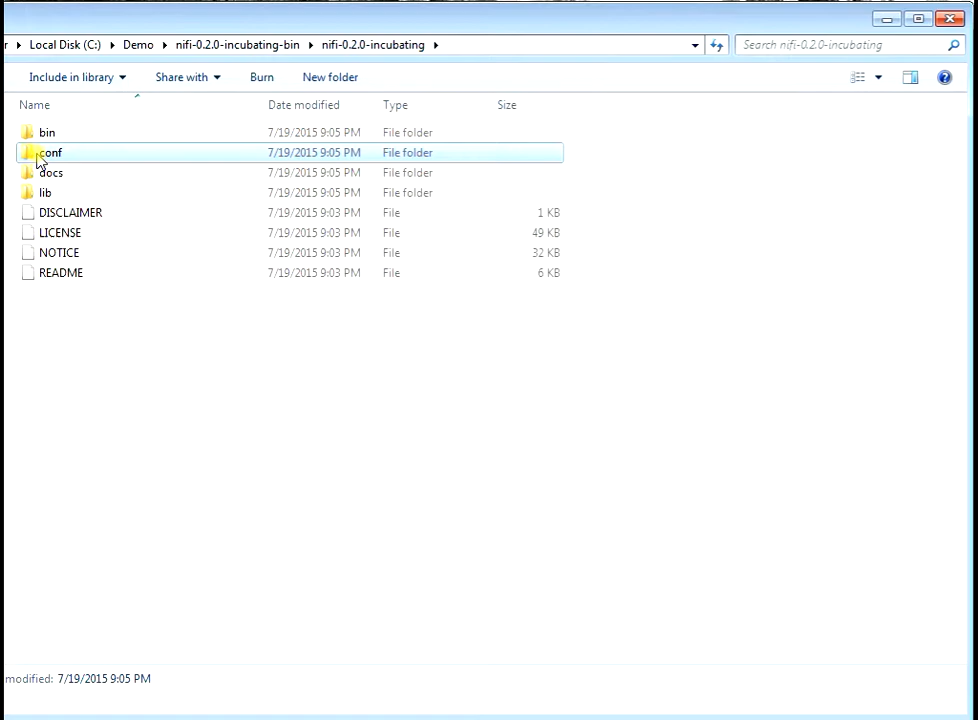 r ▸ Local Disk (C:) ▸ Demo ▸ nifi-0.2.0-incubating-bin ▸ nifi-0.2.0-incubating ▸ Search nifi-0.2.0-incubating
Include in library Share with Burn New folder
Name Date modified Type Size
bin 7/19/2015 9:05 PM File folder
conf 7/19/2015 9:05 PM File folder
docs 7/19/2015 9:05 PM File folder
lib 7/19/2015 9:05 PM File folder
DISCLAIMER 7/19/2015 9:03 PM File 1 KB
LICENSE 7/19/2015 9:03 PM File 49 KB
NOTICE 7/19/2015 9:03 PM File 32 KB
README 7/19/2015 9:03 PM File 6 KB
modified: 7/19/2015 9:05 PM